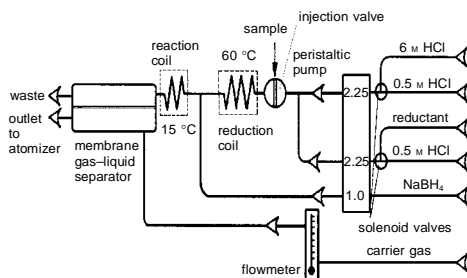 sample
injection valve
reaction
coil
60 °C
peristaltic
pump
6 M HCl
waste
2.25
0.5 M HCl
outlet
to
atomizer
15 °C
reduction
coil
reductant
membrane
gas–liquid
separator
2.25
0.5 M HCl
1.0
NaBH4
solenoid valves
carrier gas
flowmeter